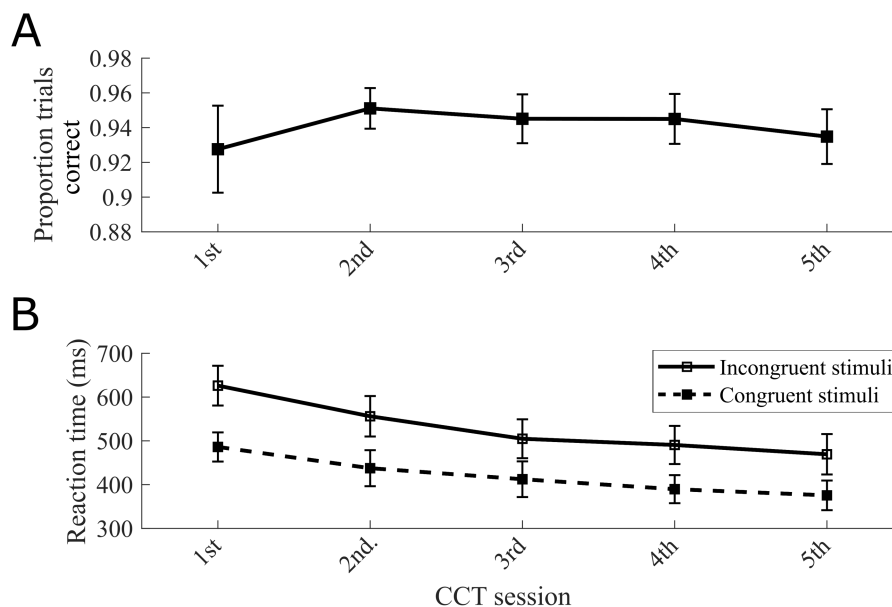 A
Proportion trials
correct
0.98
0.96
0.94
0.92
0.9
0.88
1st
2nd
3rd
4th
5th
B
Reaction time (ms)
700
600
500
400
300
Incongruent stimuli
Congruent stimuli
1st
2nd.
3rd
4th
5th
CCT session